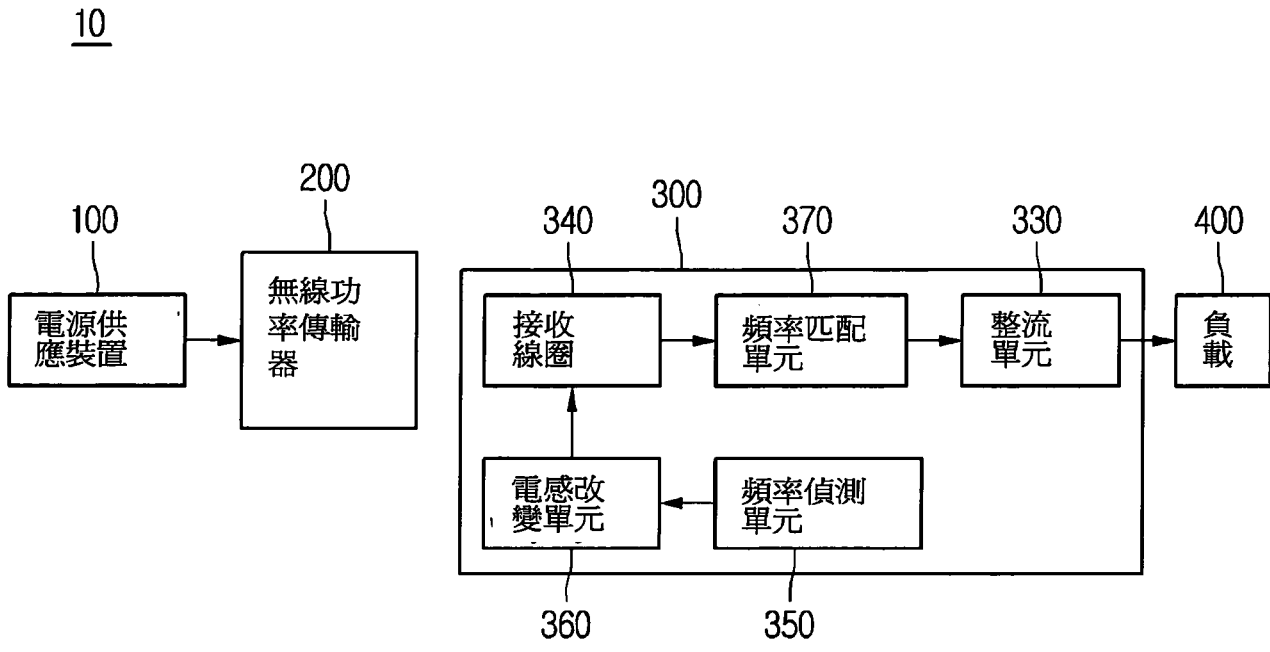 10
200
300
100
340
370
330
400
電源供
應裝置
無線功
率傳輸
器
接收
線圈
頻率匹配
單元
整流
單元
負
載
電感改
變單元
頻率偵測
單元
360
350